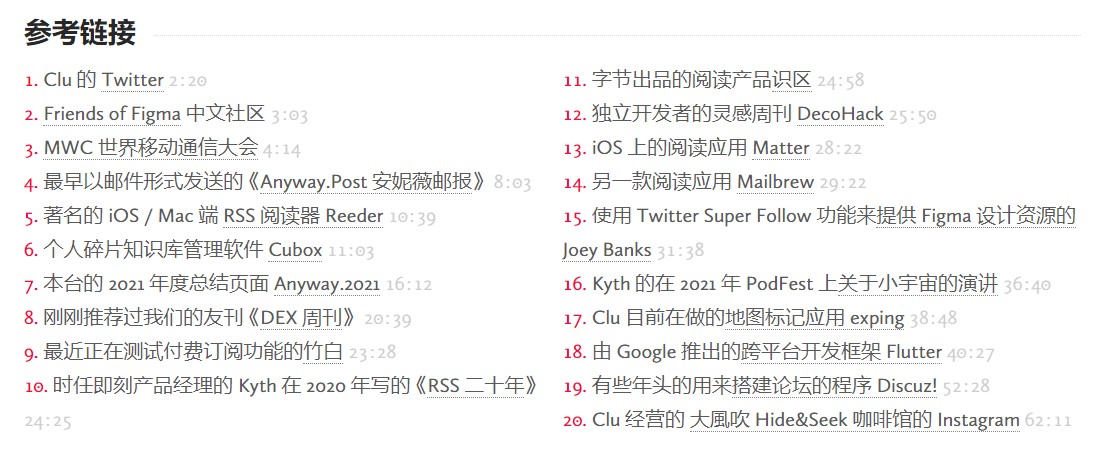 参考链接
1. Clu 的 Twitter 2:20
2. Friends of Figma 中文社区 3:03
3. MWC 世界移动通信大会 4:14
4. 最早以邮件形式发送的《Anyway.Post 安妮薇邮报》 8:03
5. 著名的 iOS / Mac 端 RSS 阅读器 Reeder 10:39
6. 个人碎片知识库管理软件 Cubox 11:03
7. 本台的 2021 年度总结页面 Anyway.2021 16:12
8. 刚刚推荐过我们的友刊《DEX 周刊》 20:39
9. 最近正在测试付费订阅功能的竹白 23:28
10. 时任即刻产品经理的 Kyth 在 2020 年写的《RSS 二十年》
24:25
11. 字节出品的阅读产品识区 24:58
12. 独立开发者的灵感周刊 DecoHack 25:50
13. iOS 上的阅读应用 Matter 28:22
14. 另一款阅读应用 Mailbrew 29:22
15. 使用 Twitter Super Follow 功能来提供 Figma 设计资源的
Joey Banks 31:38
16. Kyth 的在 2021 年 PodFest 上关于小宇宙的演讲 36:40
17. Clu 目前在做的地图标记应用 exping 38:48
18. 由 Google 推出的跨平台开发框架 Flutter 40:27
19. 有些年头的用来搭建论坛的程序 Discuz! 52:28
20. Clu 经营的 大風吹 Hide&Seek 咖啡馆的 Instagram 62:11